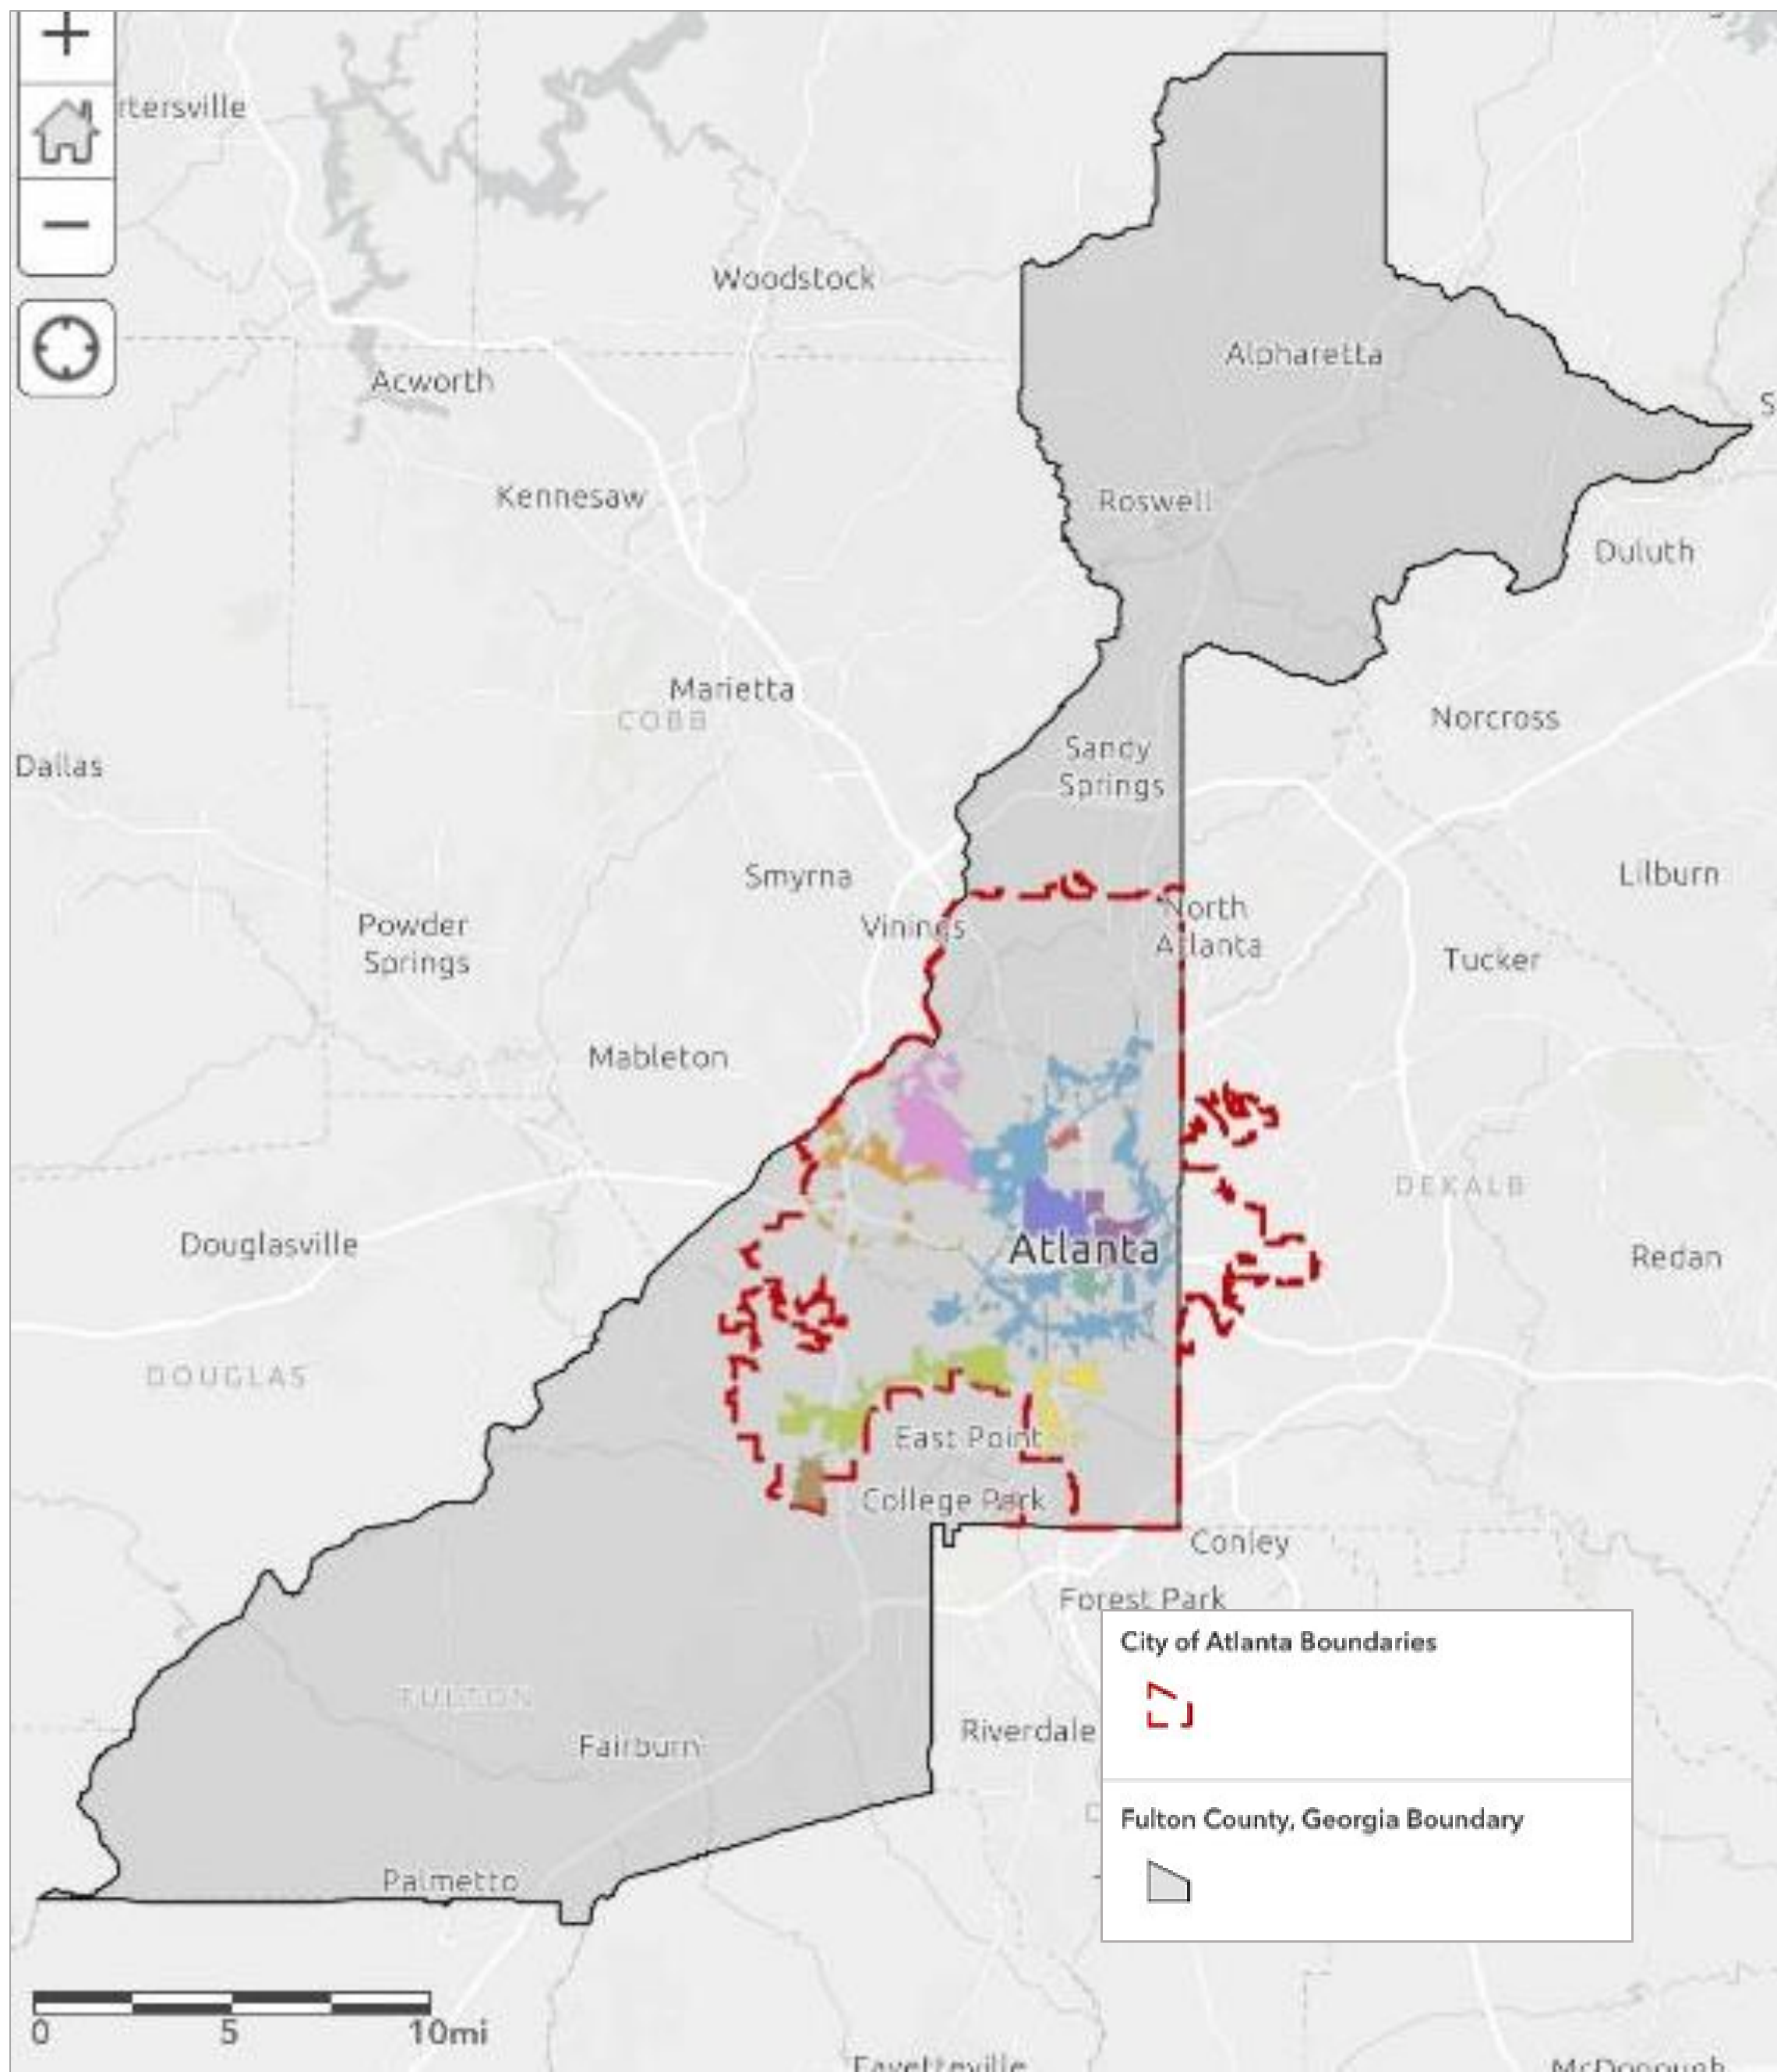 +
rtersville
−
Woodstock
Alpharetta
Acworth
S
Kennesaw
Roswell
Duluth
Marietta
COBB
Norcross
Sandy
Springs
Dallas
Smyrna
Lilburn
Vinings
North
Atlanta
Powder
Springs
Tucker
Mableton
DEKALB
Douglasville
Atlanta
Redan
DOUGLAS
East Point
College Park
Conley
Forest Park
City of Atlanta Boundaries
FULTON
Fairburn
Riverdale
Fulton County, Georgia Boundary
Palmetto
0 5 10mi
Fayetteville
McDonough